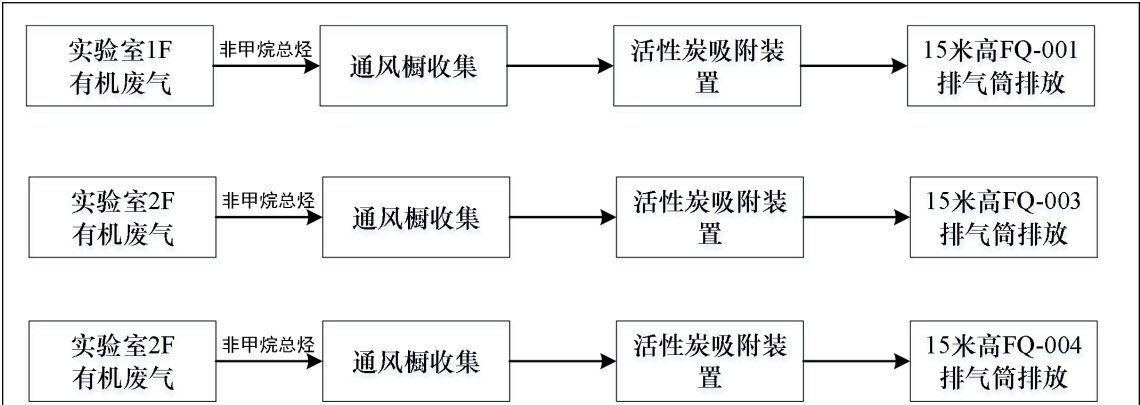 实验室1F
有机废气
非甲烷总烃
通风橱收集
活性炭吸附装
置
15米高FQ-001
排气筒排放
实验室2F
有机废气
非甲烷总烃
通风橱收集
活性炭吸附装
置
15米高FQ-003
排气筒排放
实验室2F
有机废气
非甲烷总烃
通风橱收集
活性炭吸附装
置
15米高FQ-004
排气筒排放